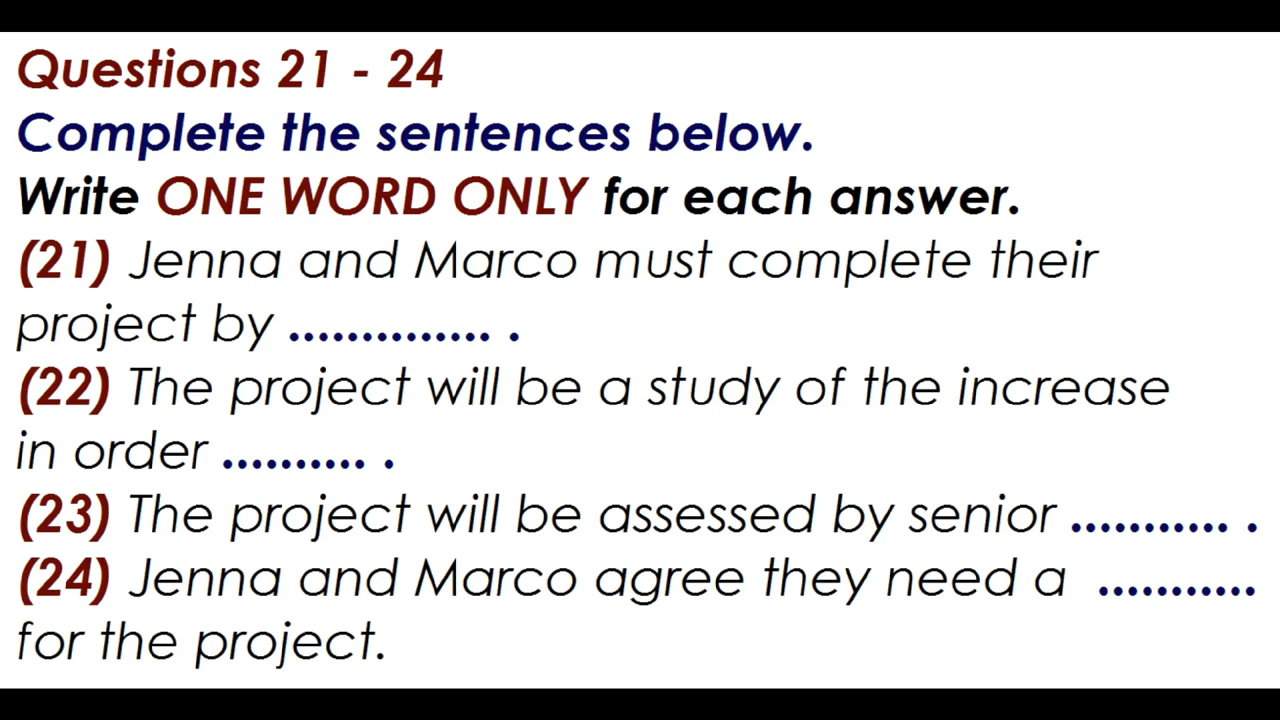 Questions 21 - 24
Complete the sentences below.
Write ONE WORD ONLY for each answer.
(21) Jenna and Marco must complete their
project by .............. .
(22) The project will be a study of the increase
in order .......... .
(23) The project will be assessed by senior ........... .
(24) Jenna and Marco agree they need a ...........
for the project.